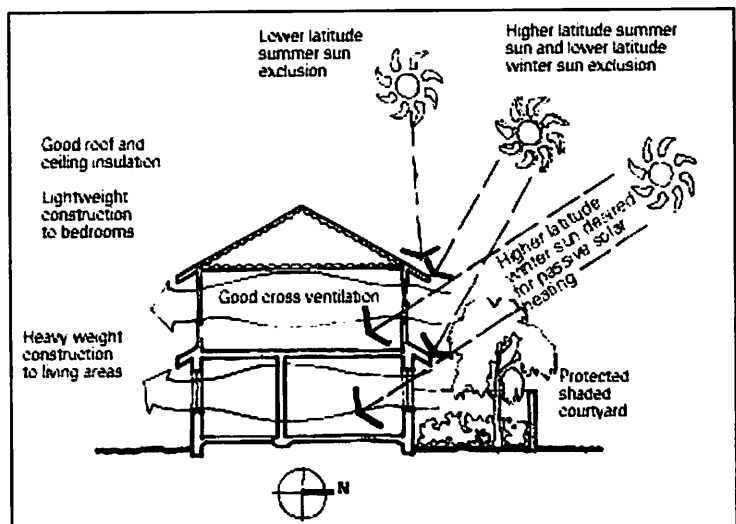 Lower latitude
summer sun
exclusion
Higher latitude summer
sun and lower latitude
winter sun exclusion
Good roof and
ceiling insulation
Lightweight
construction
to bedrooms
Higher latitude
winter sun desired
for passive solar
heating
Good cross ventilation
Heavy weight
construction
to living areas
Protected
shaded
courtyard
N